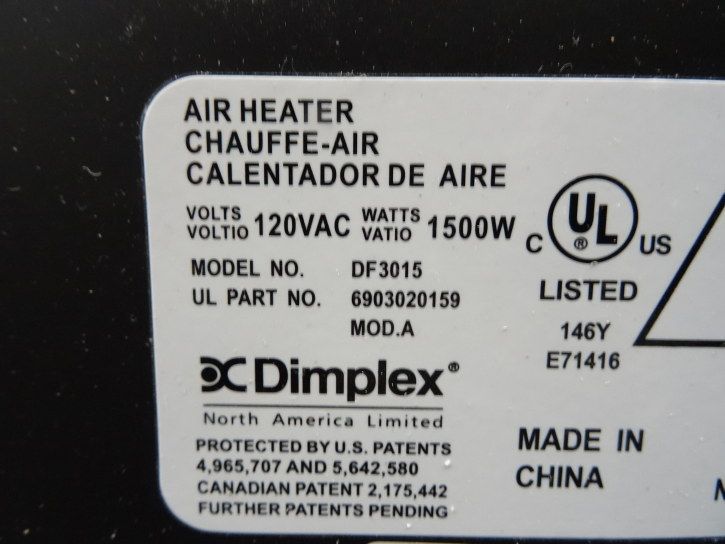 AIR HEATER
CHAUFFE-AIR
CALENTADOR DE AIRE
VOLTS
VOLTIO 120VAC WATTS
VATIO 1500W
MODEL NO. DF3015
UL PART NO. 6903020159
MOD.A
C UL ® US
LISTED
146Y
E71416
Dimplex®
North America Limited
PROTECTED BY U.S. PATENTS
4,965,707 AND 5,642,580
CANADIAN PATENT 2,175,442
FURTHER PATENTS PENDING
MADE IN
CHINA